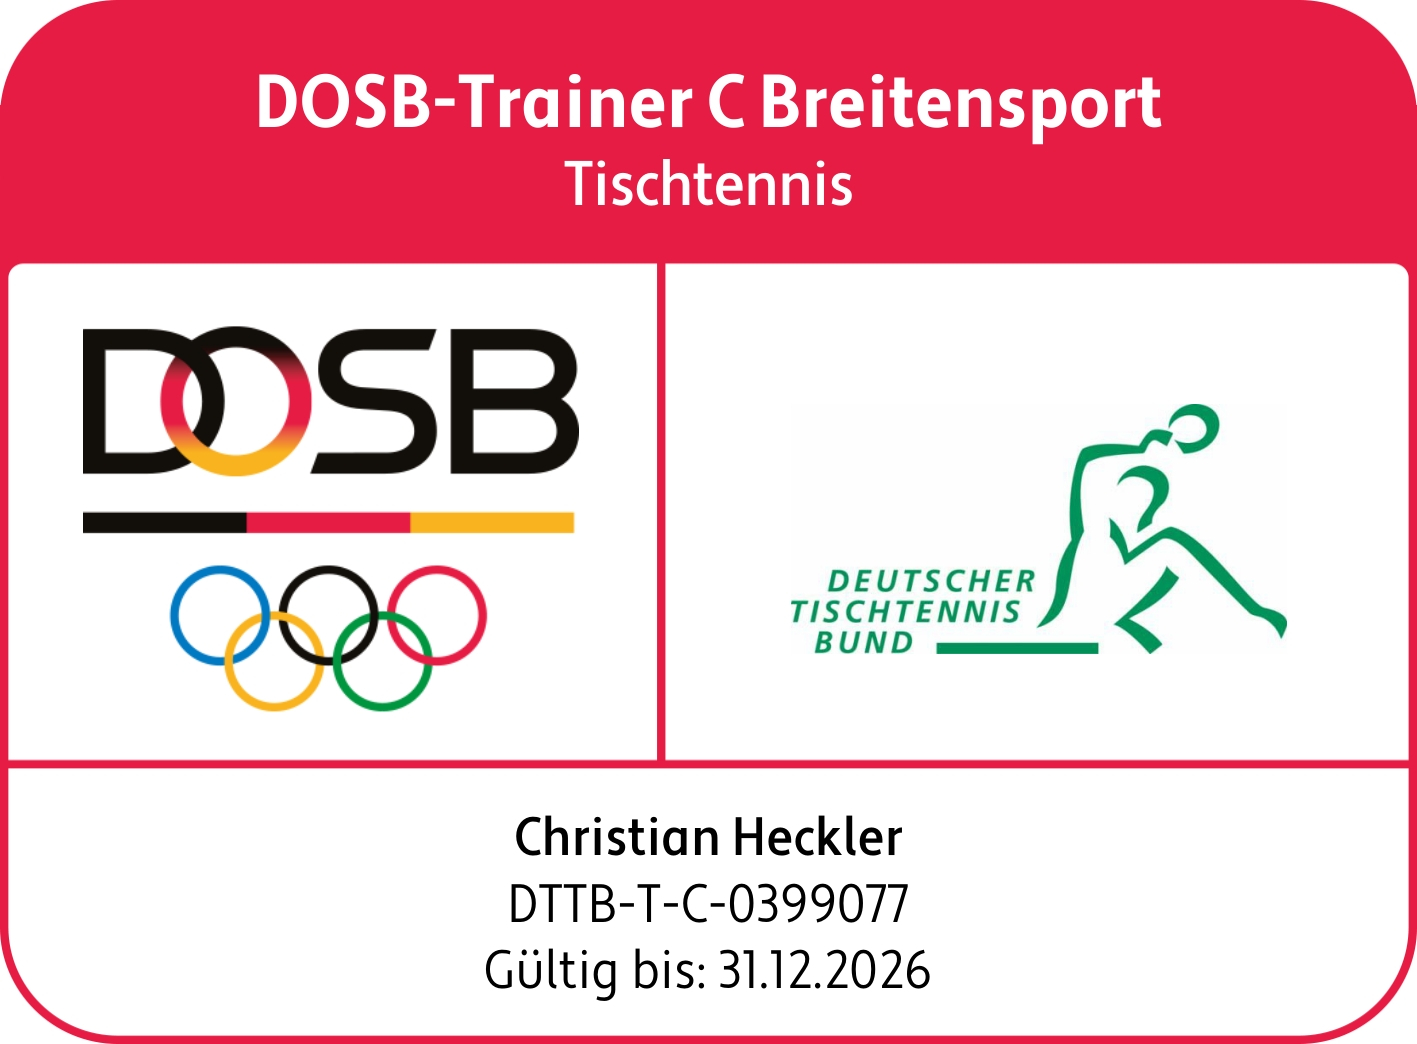 DOSB-Trainer C Breitensport
Tischtennis
DOSB
DEUTSCHER
TISCHTENNIS
BUND
Christian Heckler
DTTB-T-C-0399077
Gültig bis: 31.12.2026